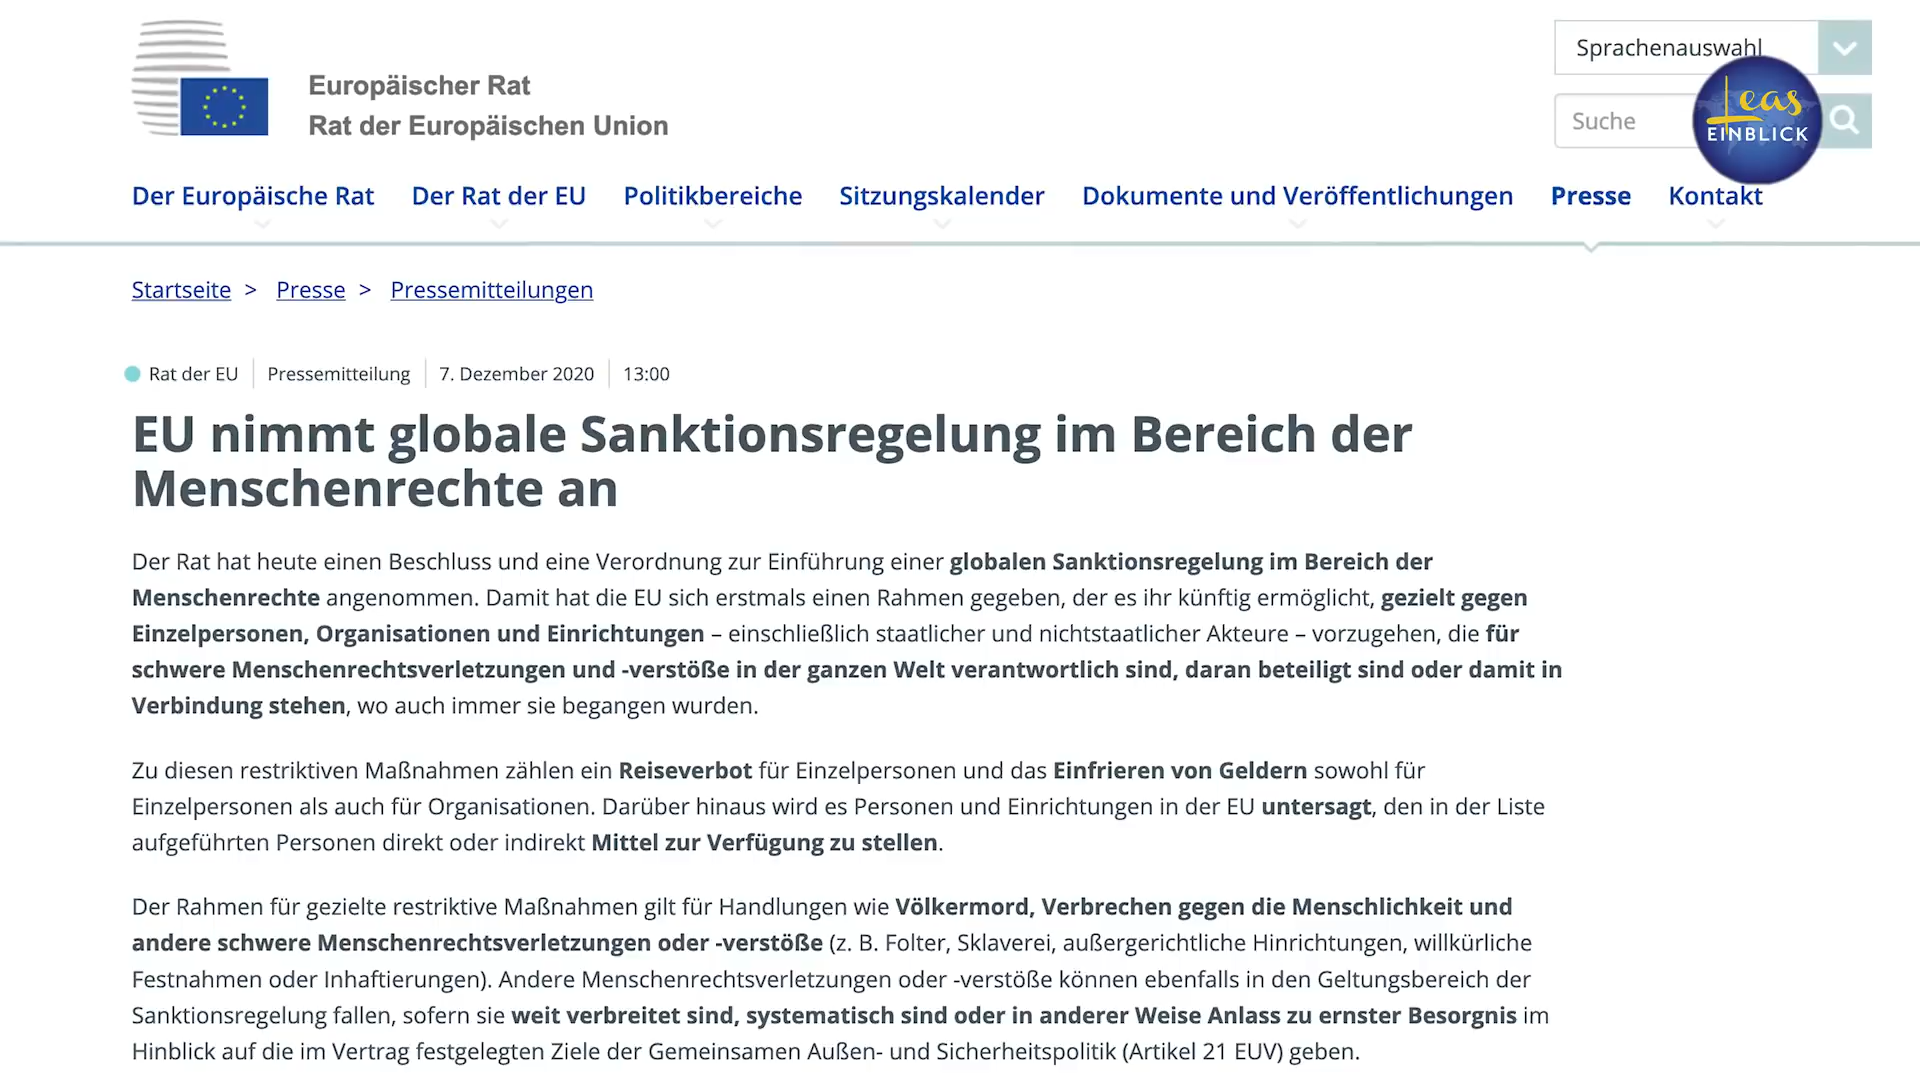 Europäischer Rat
Rat der Europäischen Union
Sprachenauswahl
Suche
Leas
EINBLICK
Der Europäische Rat Der Rat der EU Politikbereiche Sitzungskalender Dokumente und Veröffentlichungen Presse Kontakt
Startseite > Presse > Pressemitteilungen
Rat der EU Pressemitteilung 7. Dezember 2020 13:00
EU nimmt globale Sanktionsregelung im Bereich der
Menschenrechte an
Der Rat hat heute einen Beschluss und eine Verordnung zur Einführung einer globalen Sanktionsregelung im Bereich der
Menschenrechte angenommen. Damit hat die EU sich erstmals einen Rahmen gegeben, der es ihr künftig ermöglicht, gezielt gegen
Einzelpersonen, Organisationen und Einrichtungen – einschließlich staatlicher und nichtstaatlicher Akteure – vorzugehen, die für
schwere Menschenrechtsverletzungen und -verstöße in der ganzen Welt verantwortlich sind, daran beteiligt sind oder damit in
Verbindung stehen, wo auch immer sie begangen wurden.
Zu diesen restriktiven Maßnahmen zählen ein Reiseverbot für Einzelpersonen und das Einfrieren von Geldern sowohl für
Einzelpersonen als auch für Organisationen. Darüber hinaus wird es Personen und Einrichtungen in der EU untersagt, den in der Liste
aufgeführten Personen direkt oder indirekt Mittel zur Verfügung zu stellen.
Der Rahmen für gezielte restriktive Maßnahmen gilt für Handlungen wie Völkermord, Verbrechen gegen die Menschlichkeit und
andere schwere Menschenrechtsverletzungen oder -verstöße (z. B. Folter, Sklaverei, außergerichtliche Hinrichtungen, willkürliche
Festnahmen oder Inhaftierungen). Andere Menschenrechtsverletzungen oder -verstöße können ebenfalls in den Geltungsbereich der
Sanktionsregelung fallen, sofern sie weit verbreitet sind, systematisch sind oder in anderer Weise Anlass zu ernster Besorgnis im
Hinblick auf die im Vertrag festgelegten Ziele der Gemeinsamen Außen- und Sicherheitspolitik (Artikel 21 EUV) geben.